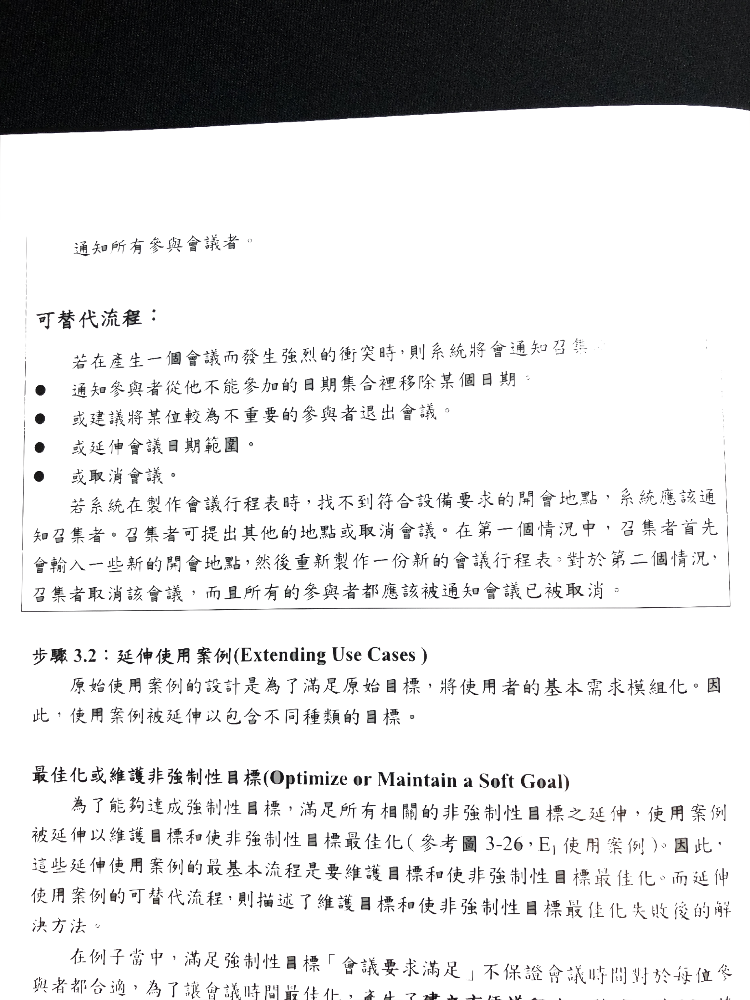 通知所有參與會議者。
可替代流程：
若在產生一個會議而發生強烈的衝突時，則系統將會通知召集
● 通知參與者從他不能參加的日期集合裡移除某個日期。
● 或建議將某位較為不重要的參與者退出會議。
● 或延伸會議日期範圍。
● 或取消會議。
若系統在製作會議行程表時，找不到符合設備要求的開會地點，系統應該通
知召集者。召集者可提出其他的地點或取消會議。在第一個情況中，召集者首先
會輸入一些新的開會地點，然後重新製作一份新的會議行程表。對於第二個情況，
召集者取消該會議，而且所有的參與者都應該被通知會議已被取消。
步驟 3.2：延伸使用案例(Extending Use Cases )
原始使用案例的設計是為了滿足原始目標，將使用者的基本需求模組化。因
此，使用案例被延伸以包含不同種類的目標。
最佳化或維護非強制性目標(Optimize or Maintain a Soft Goal)
為了能夠達成強制性目標，滿足所有相關的非強制性目標之延伸，使用案例
被延伸以維護目標和使非強制性目標最佳化(參考圖 3-26，E₁使用案例)。因此，
這些延伸使用案例的最基本流程是要維護目標和使非強制性目標最佳化。而延伸
使用案例的可替代流程，則描述了維護目標和使非強制性目標最佳化失敗後的解
決方法。
在例子當中，滿足強制性目標「會議要求滿足」不保證會議時間對於每位參
與者都合適，為了讓會議時間最佳化，產生了建立方便